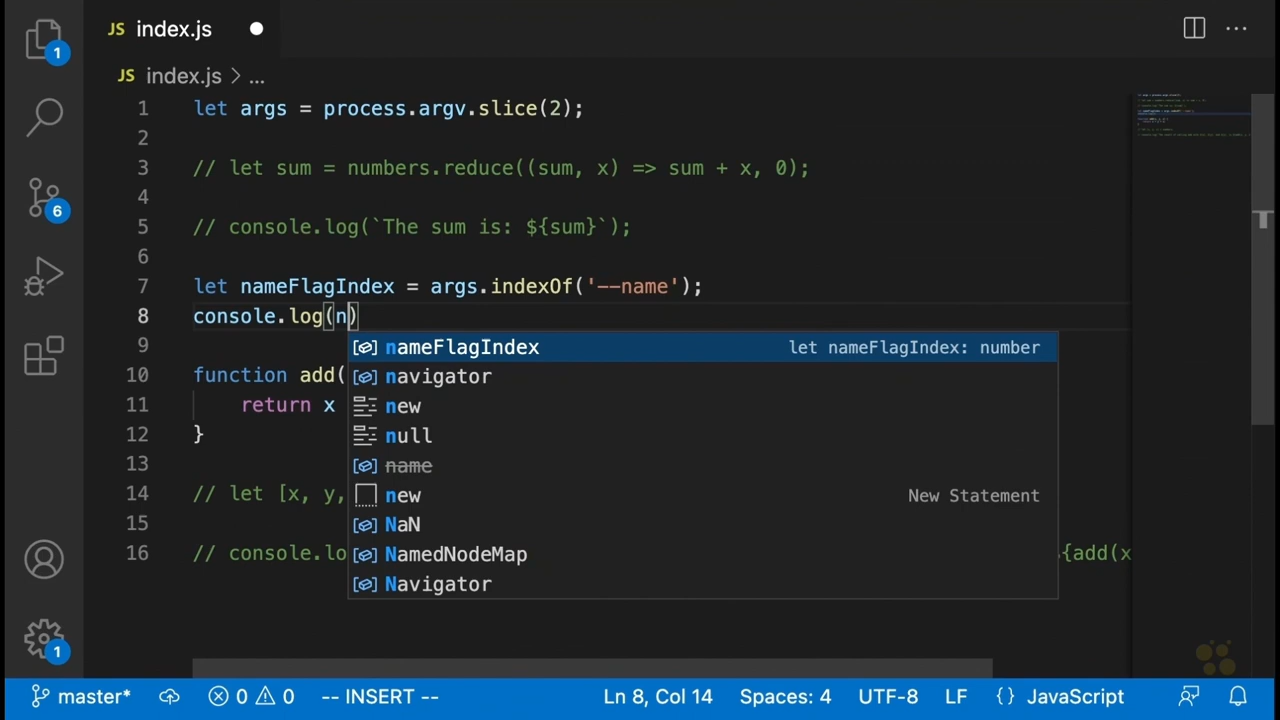 JS index.js
JS index.js > ...
1 let args = process.argv.slice(2);
2
3 // let sum = numbers.reduce((sum, x) => sum + x, 0);
4
5 // console.log(`The sum is: ${sum}`);
6
7 let nameFlagIndex = args.indexOf('--name');
8 console.log(n)
nameFlagIndex let nameFlagIndex: number
9
navigator
10 function add(
new
11 return x
null
12 }
name
13
new New Statement
14 // let [x, y,
NaN
15
NamedNodeMap
16 // console.lo ${add(x
Navigator
1
6
1
master* 0 0 -- INSERT -- Ln 8, Col 14 Spaces: 4 UTF-8 LF {} JavaScript